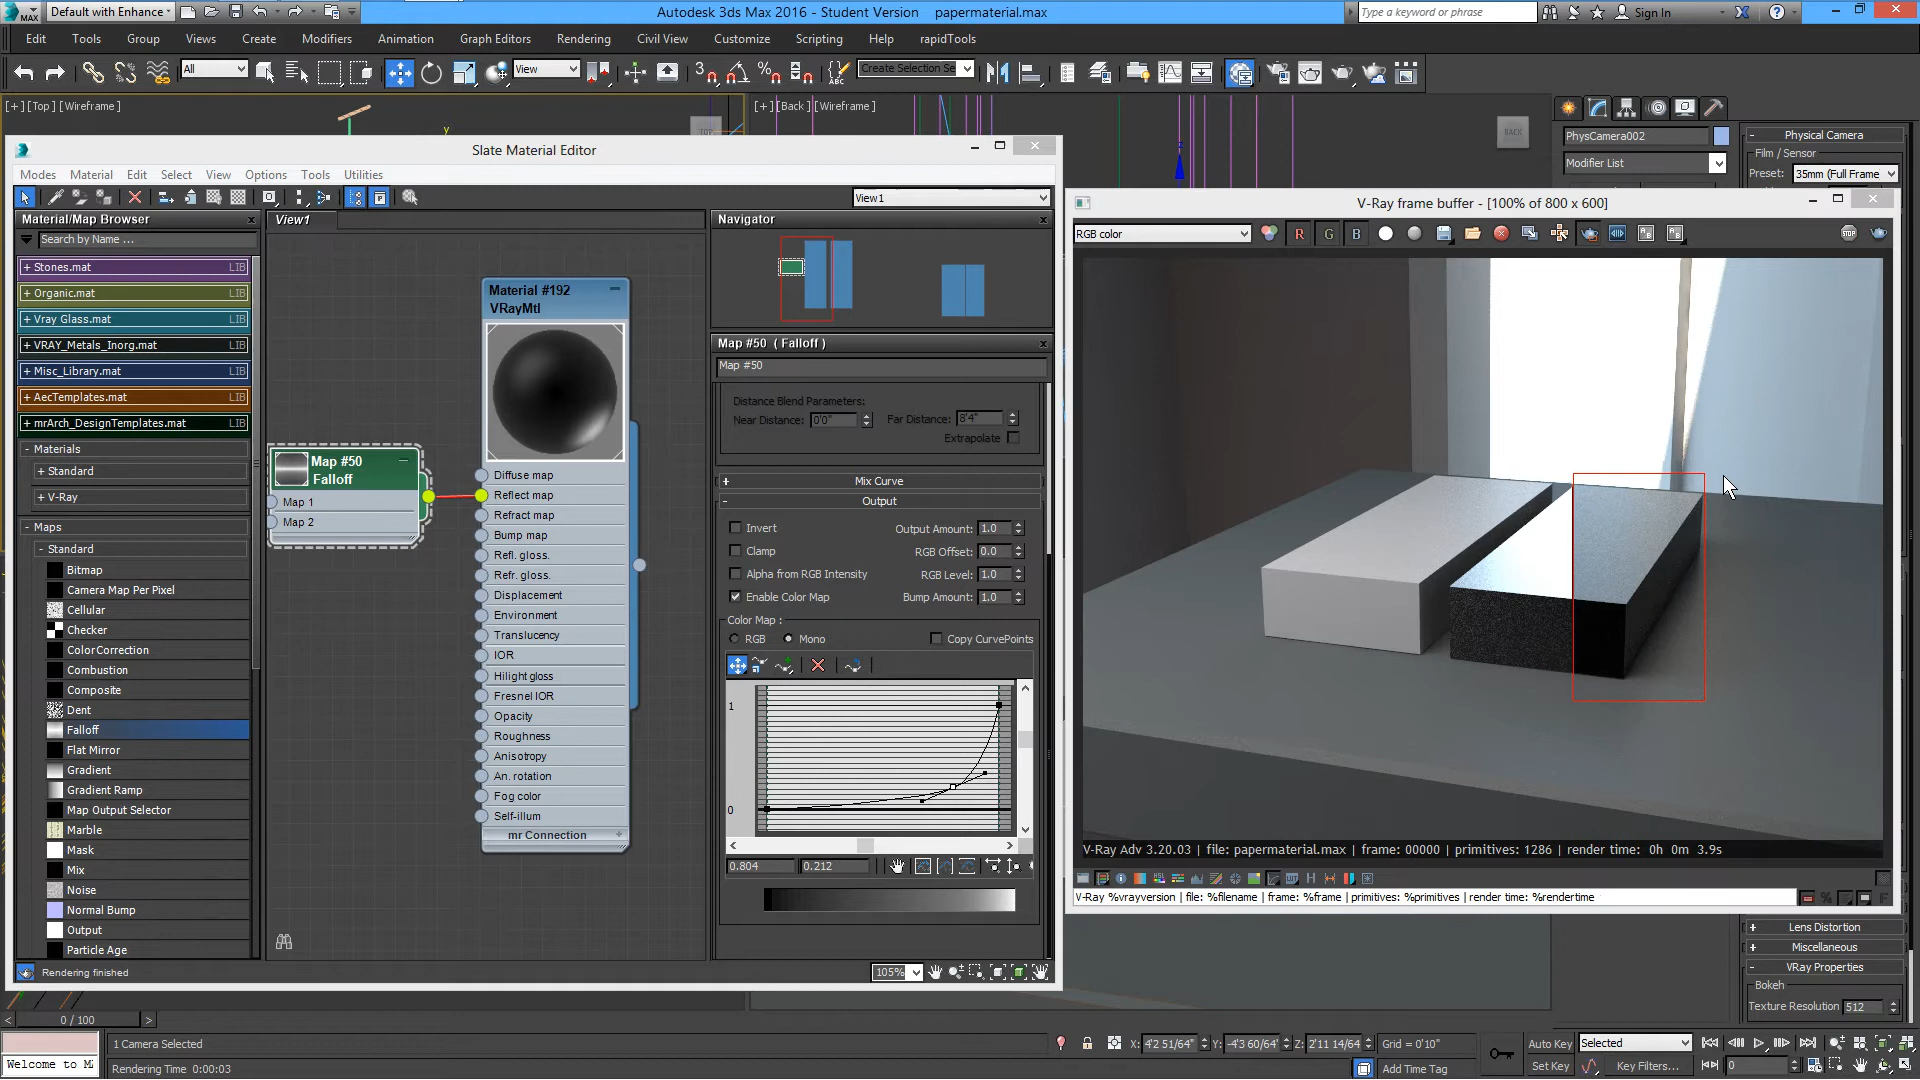 Default with Enhance
Autodesk 3ds Max 2016 - Student Version papermaterial.max
Type a keyword or phrase
Sign In
MAX
Edit Tools Group Views Create Modifiers Animation Graph Editors Rendering Civil View Customize Scripting Help rapidTools
All
View
Create Selection Se
[+] [Top] [Wireframe]
[+] [Back] [Wireframe]
TOP
BACK
y
z
PhysCamera002
Modifier List
Physical Camera
Film / Sensor
Preset: 35mm (Full Frame
Slate Material Editor
Modes Material Edit Select View Options Tools Utilities
View1
Material/Map Browser
Search by Name ...
+ Stones.mat LIB
+ Organic.mat LIB
+ Vray Glass.mat LIB
+ VRAY_Metals_Inorg.mat LIB
+ Misc_Library.mat LIB
+ AecTemplates.mat LIB
+ mrArch_DesignTemplates.mat LIB
- Materials
+ Standard
+ V-Ray
- Maps
- Standard
Bitmap
Camera Map Per Pixel
Cellular
Checker
ColorCorrection
Combustion
Composite
Dent
Falloff
Flat Mirror
Gradient
Gradient Ramp
Map Output Selector
Marble
Mask
Mix
Noise
Normal Bump
Output
Particle Age
View1
Map #50
Falloff
Map 1
Map 2
Material #192
VRayMtl
Diffuse map
Reflect map
Refract map
Bump map
Refl. gloss.
Refr. gloss.
Displacement
Environment
Translucency
IOR
Hilight gloss
Fresnel IOR
Opacity
Roughness
Anisotropy
An. rotation
Fog color
Self-illum
mr Connection +
Navigator
Map #50 ( Falloff )
Map #50
Distance Blend Parameters:
Near Distance: 0'0" Far Distance: 8'4"
Extrapolate
+ Mix Curve
- Output
Invert Output Amount: 1.0
Clamp RGB Offset: 0.0
Alpha from RGB Intensity RGB Level: 1.0
Enable Color Map Bump Amount: 1.0
Color Map :
RGB Mono Copy CurvePoints
1
0
0.804 0.212
Rendering finished
105%
V-Ray frame buffer - [100% of 800 x 600]
RGB color
R G B
STOP
V-Ray Adv 3.20.03 | file: papermaterial.max | frame: 00000 | primitives: 1286 | render time: 0h 0m 3.9s
V-Ray %vrayversion | file: %filename | frame: %frame | primitives: %primitives | render time: %rendertime
+ Lens Distortion
+ Miscellaneous
- VRay Properties
Bokeh
Texture Resolution 512
< 0 / 100 >
Welcome to M
1 Camera Selected
Rendering Time 0:00:03
X: 4'2 51/64" Y: -4'3 60/64" Z: 2'11 14/64 Grid = 0'10"
Add Time Tag
Auto Key Selected
Set Key Key Filters...
0